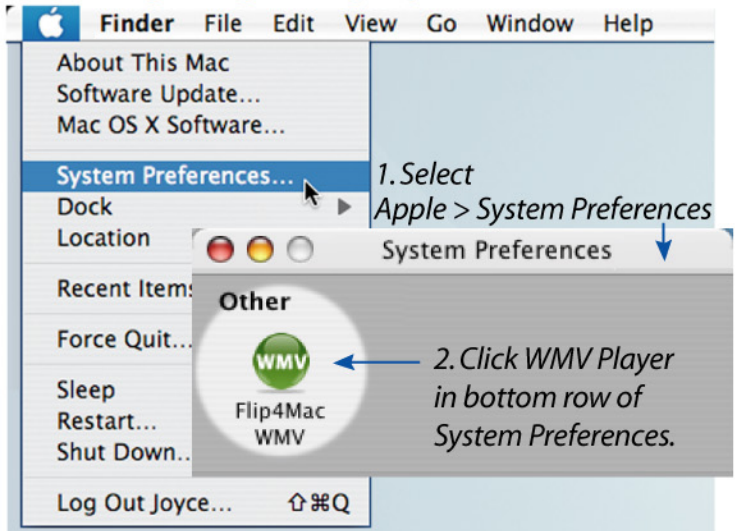 Finder File Edit View Go Window Help
About This Mac
Software Update...
Mac OS X Software...
System Preferences...
Dock
Location
Recent Items
Force Quit...
Sleep
Restart...
Shut Down...
Log Out Joyce... ⇧⌘Q
1. Select
Apple > System Preferences
System Preferences
Other
WMV
Flip4Mac
WMV
2. Click WMV Player
in bottom row of
System Preferences.